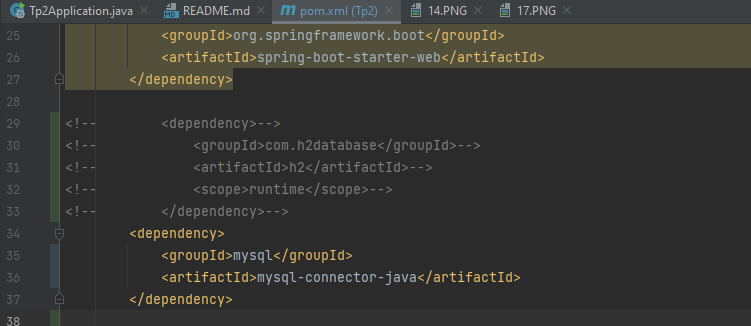 Tp2Application.java README.md pom.xml (Tp2) 14.PNG 17.PNG
25 <groupId>org.springframework.boot</groupId>
26 <artifactId>spring-boot-starter-web</artifactId>
27 </dependency>
28
29 <!-- <dependency>-->
30 <!-- <groupId>com.h2database</groupId>-->
31 <!-- <artifactId>h2</artifactId>-->
32 <!-- <scope>runtime</scope>-->
33 <!-- </dependency>-->
34 <dependency>
35 <groupId>mysql</groupId>
36 <artifactId>mysql-connector-java</artifactId>
37 </dependency>
38